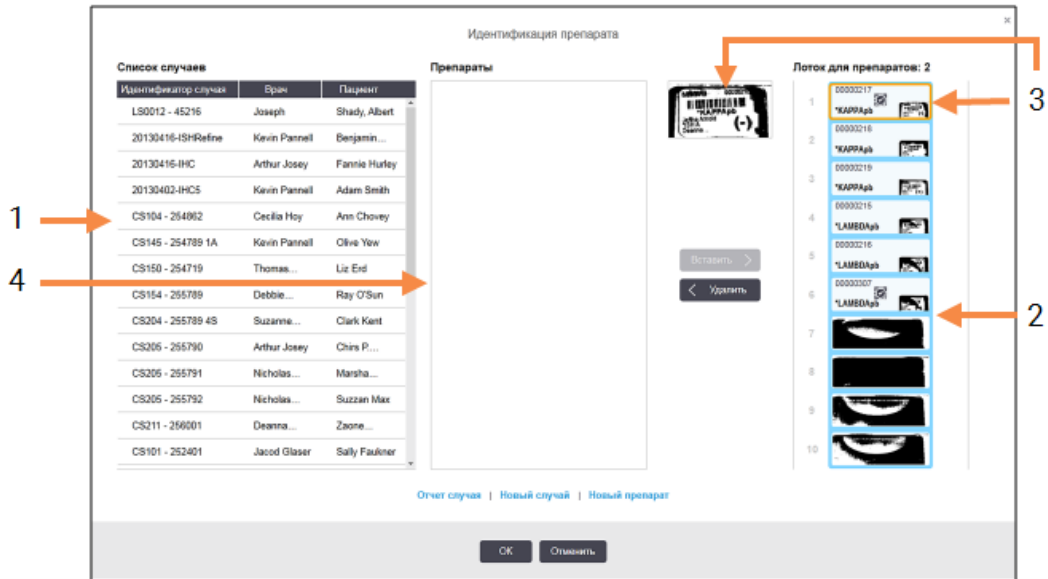 ×
Идентификация препарата
Список случаев
Препараты
Лоток для препаратов: 2
Идентификатор случая Врач Пациент
LS0012 - 45216 Joseph Shady, Albert
20130416-ISHRefine Kevin Pannell Benjamin...
20130416-IHC Arthur Josey Fannie Hurley
20130402-IHC5 Kevin Pannell Adam Smith
CS104 - 254862 Cecilia Hoy Ann Chovey
CS145 - 254789 1A Kevin Pannell Olive Yew
CS150 - 254719 Thomas... Liz Erd
CS154 - 255789 Debbie... Ray O'Sun
CS204 - 255789 4S Suzanne... Clark Kent
CS205 - 255790 Arthur Josey Chirs P....
CS205 - 255791 Nicholas... Marsha...
CS205 - 255792 Nicholas... Suzzan Max
CS211 - 256001 Deanna... Zaone...
CS101 - 252401 Jacod Glaser Sally Faulkner
*KAPPApb
(-)
Вставить >
< Удалить
1 00000217
*KAPPApb
2 00000218
*KAPPApb
3 00000219
*KAPPApb
4 00000215
*LAMBDApb
5 00000216
*LAMBDApb
6 00000307
*LAMBDApb
7
8
9
10
Отчет случая | Новый случай | Новый препарат
OK Отменить
1
4
3
2